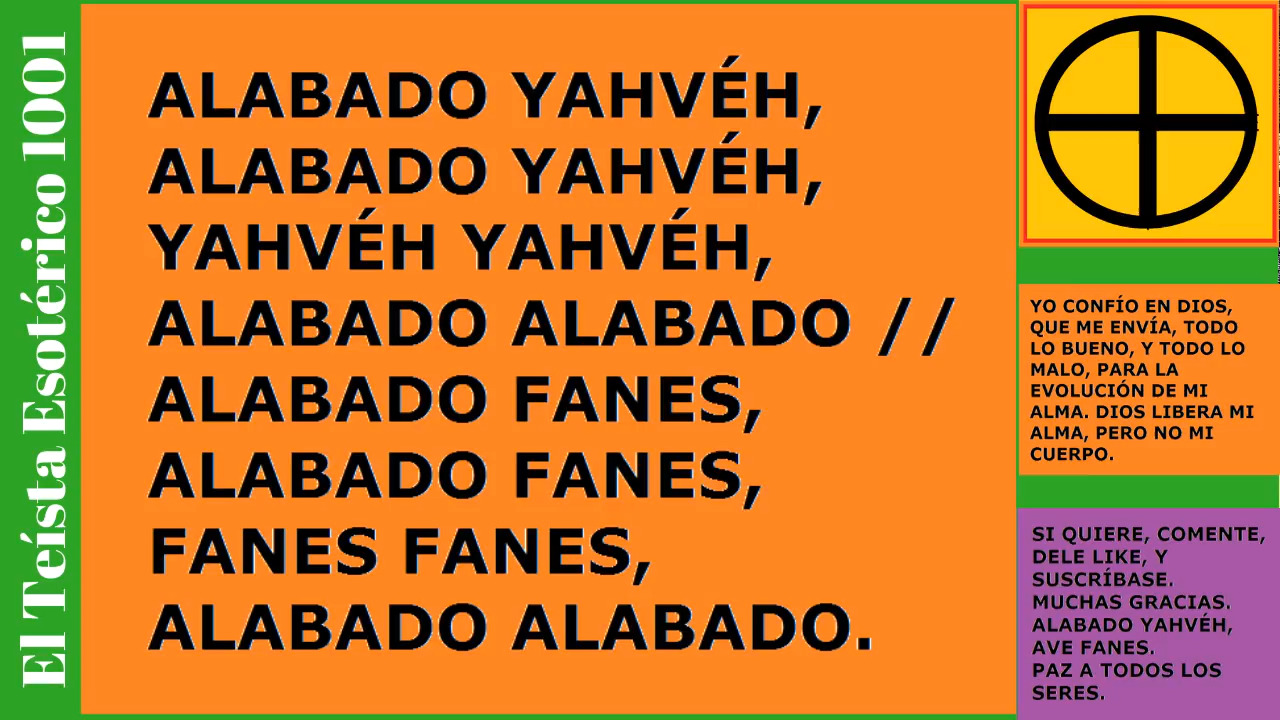 El Teísta Esotérico 1001
ALABADO YAHVÉH,
ALABADO YAHVÉH,
YAHVÉH YAHVÉH,
ALABADO ALABADO //
ALABADO FANES,
ALABADO FANES,
FANES FANES,
ALABADO ALABADO.
YO CONFÍO EN DIOS,
QUE ME ENVÍA, TODO
LO BUENO, Y TODO LO
MALO, PARA LA
EVOLUCIÓN DE MI
ALMA. DIOS LIBERA MI
ALMA, PERO NO MI
CUERPO.
SI QUIERE, COMENTE,
DELE LIKE, Y
SUSCRÍBASE.
MUCHAS GRACIAS.
ALABADO YAHVÉH,
AVE FANES.
PAZ A TODOS LOS
SERES.